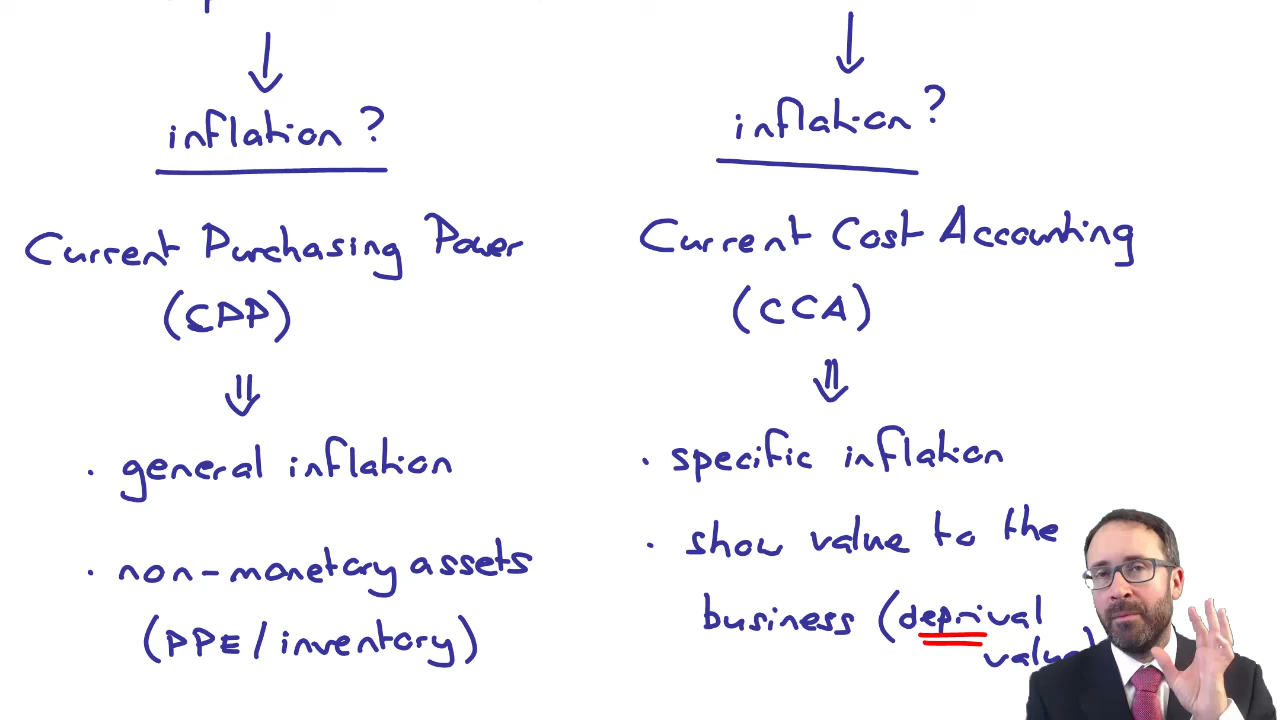 inflation?
Current Purchasing Power
(CPP)
• general inflation
• non-monetary assets
(PPE/inventory)
inflation?
Current Cost Accounting
(CCA)
• specific inflation
• show value to the
business (deprival
value)